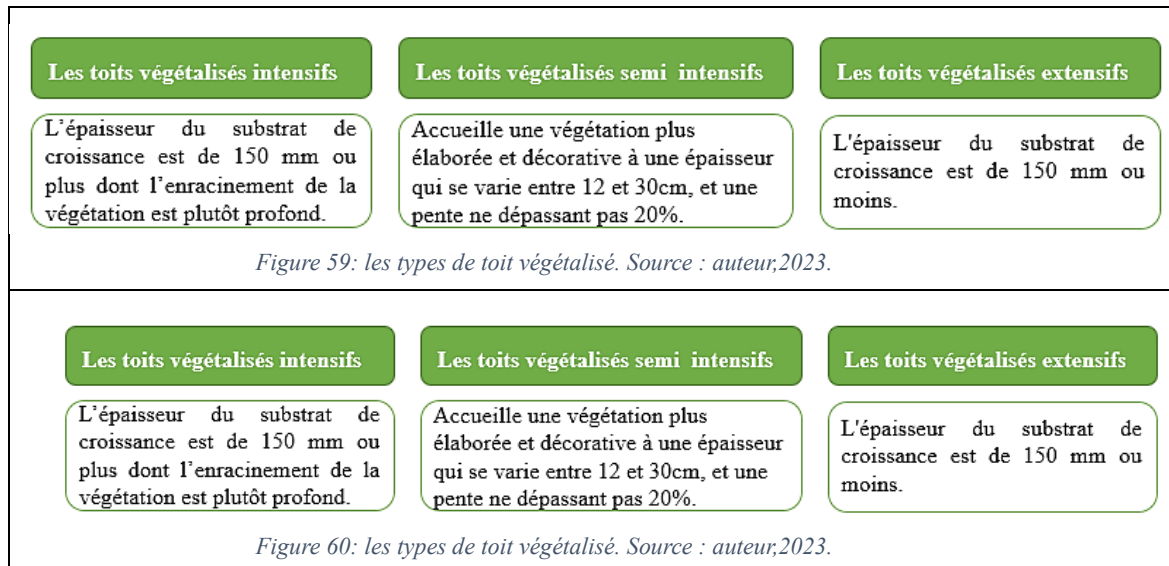 Les toits végétalisés intensifs
L’épaisseur du substrat de
croissance est de 150 mm ou
plus dont l’enracinement de la
végétation est plutôt profond.
Les toits végétalisés semi intensifs
Accueille une végétation plus
élaborée et décorative à une épaisseur
qui se varie entre 12 et 30cm, et une
pente ne dépassant pas 20%.
Les toits végétalisés extensifs
L'épaisseur du substrat de
croissance est de 150 mm ou
moins.
Figure 59: les types de toit végétalisé. Source : auteur,2023.
Les toits végétalisés intensifs
L’épaisseur du substrat de
croissance est de 150 mm ou
plus dont l’enracinement de la
végétation est plutôt profond.
Les toits végétalisés semi intensifs
Accueille une végétation plus
élaborée et décorative à une épaisseur
qui se varie entre 12 et 30cm, et une
pente ne dépassant pas 20%.
Les toits végétalisés extensifs
L'épaisseur du substrat de
croissance est de 150 mm ou
moins.
Figure 60: les types de toit végétalisé. Source : auteur,2023.